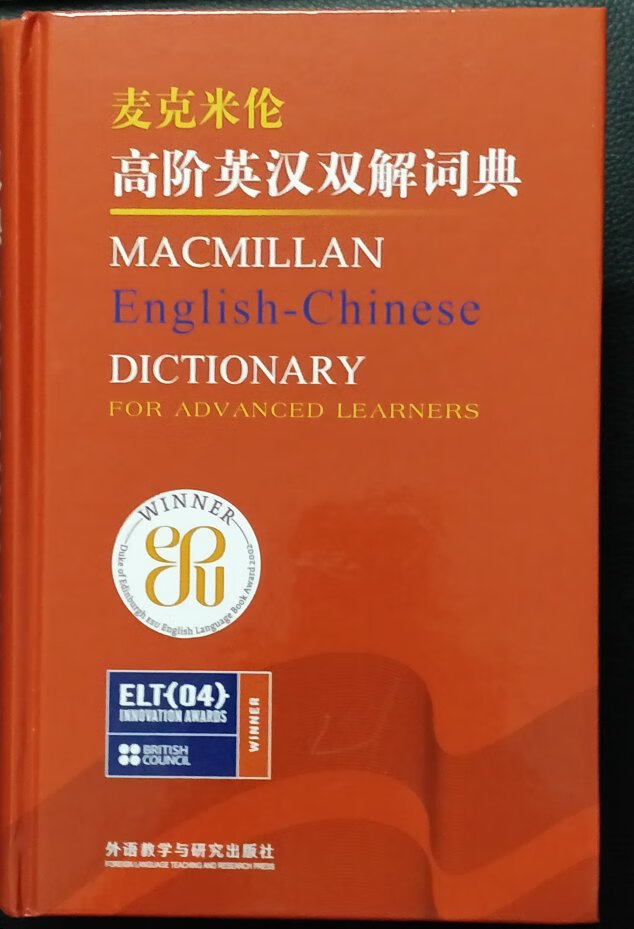 麦克米伦
高阶英汉双解词典
MACMILLAN
English-Chinese
DICTIONARY
FOR ADVANCED LEARNERS
WINNER
Duke of Edinburgh ESU English Language Book Award 2002
ELT{04}
INNOVATION AWARDS
BRITISH
COUNCIL
WINNER
外语教学与研究出版社
FOREIGN LANGUAGE TEACHING AND RESEARCH PRESS